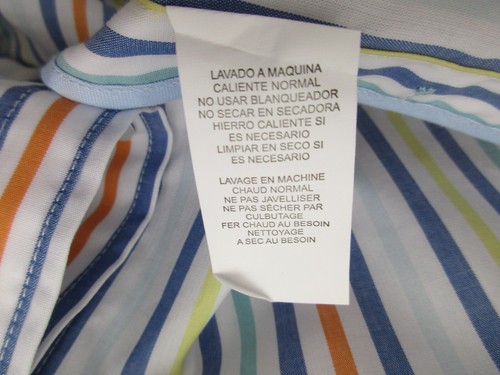 LAVADO A MAQUINA
CALIENTE NORMAL
NO USAR BLANQUEADOR
NO SECAR EN SECADORA
HIERRO CALIENTE SI
ES NECESARIO
LIMPIAR EN SECO SI
ES NECESARIO
LAVAGE EN MACHINE
CHAUD NORMAL
NE PAS JAVELLISER
NE PAS SÈCHER PAR
CULBUTAGE
FER CHAUD AU BESOIN
NETTOYAGE
A SEC AU BESOIN